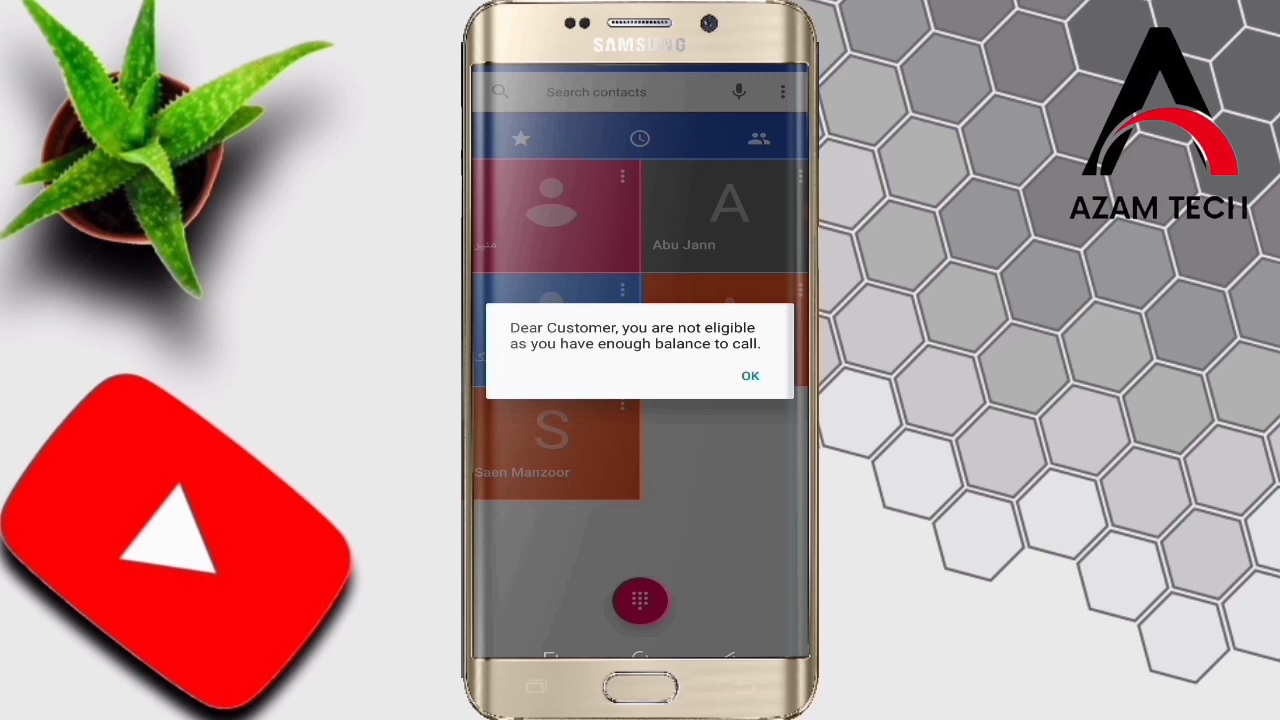 SAMSUNG
Search contacts
منیر
A
Abu Jann
Dear Customer, you are not eligible
as you have enough balance to call.
OK
S
Saen Manzoor
AZAM TECH